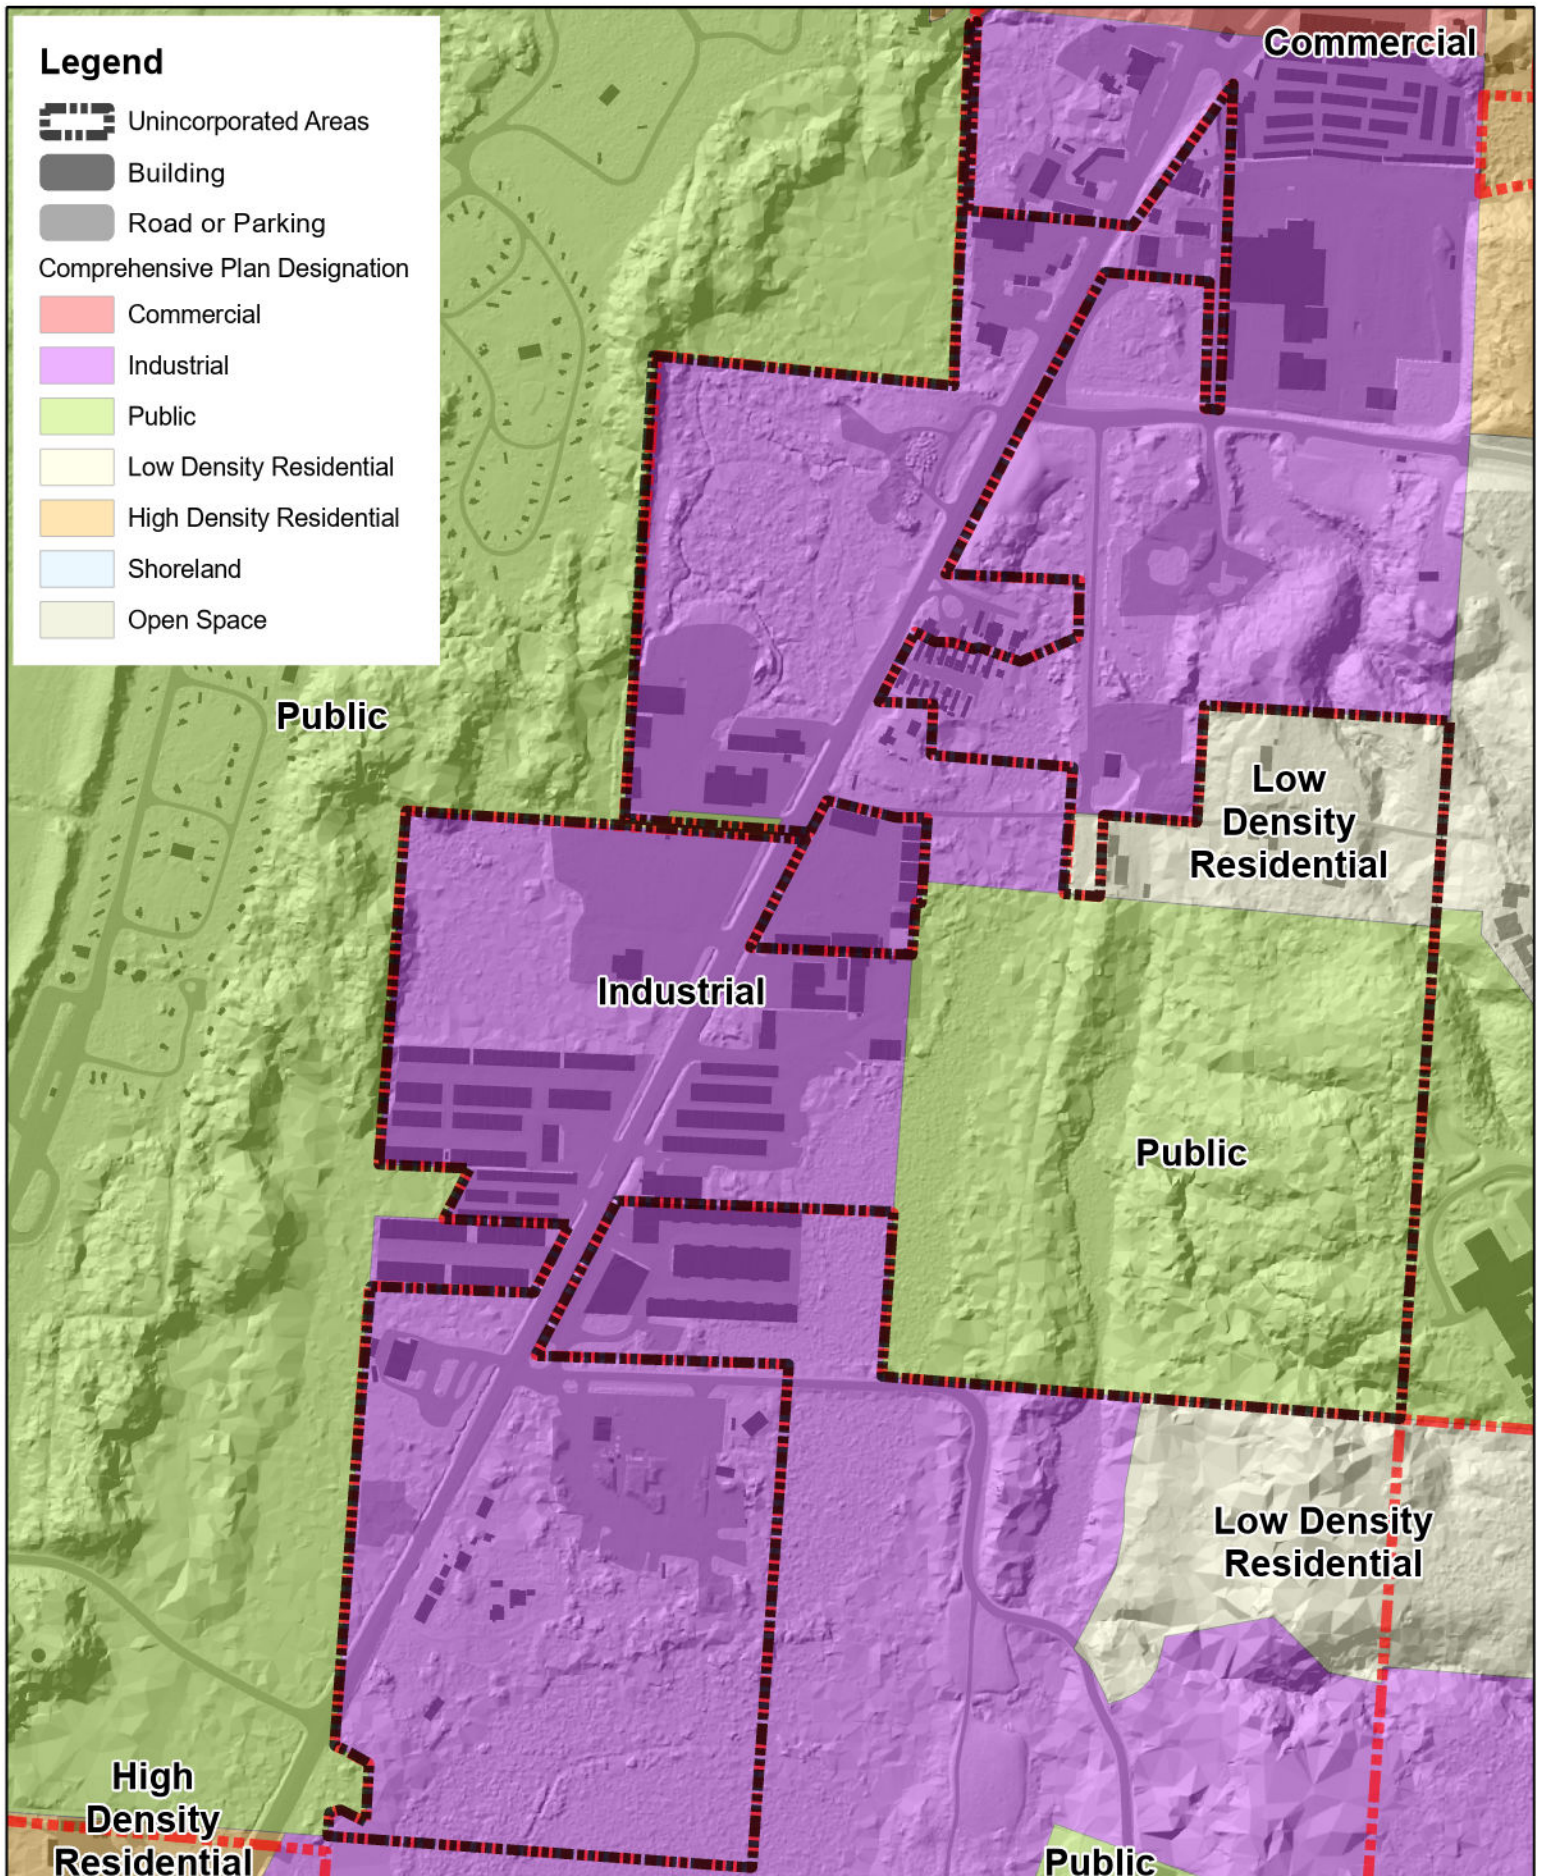 Legend
Unincorporated Areas
Building
Road or Parking
Comprehensive Plan Designation
Commercial
Industrial
Public
Low Density Residential
High Density Residential
Shoreland
Open Space
Commercial
Public
Low
Density
Residential
Industrial
Public
Low Density
Residential
High
Density
Residential
Public